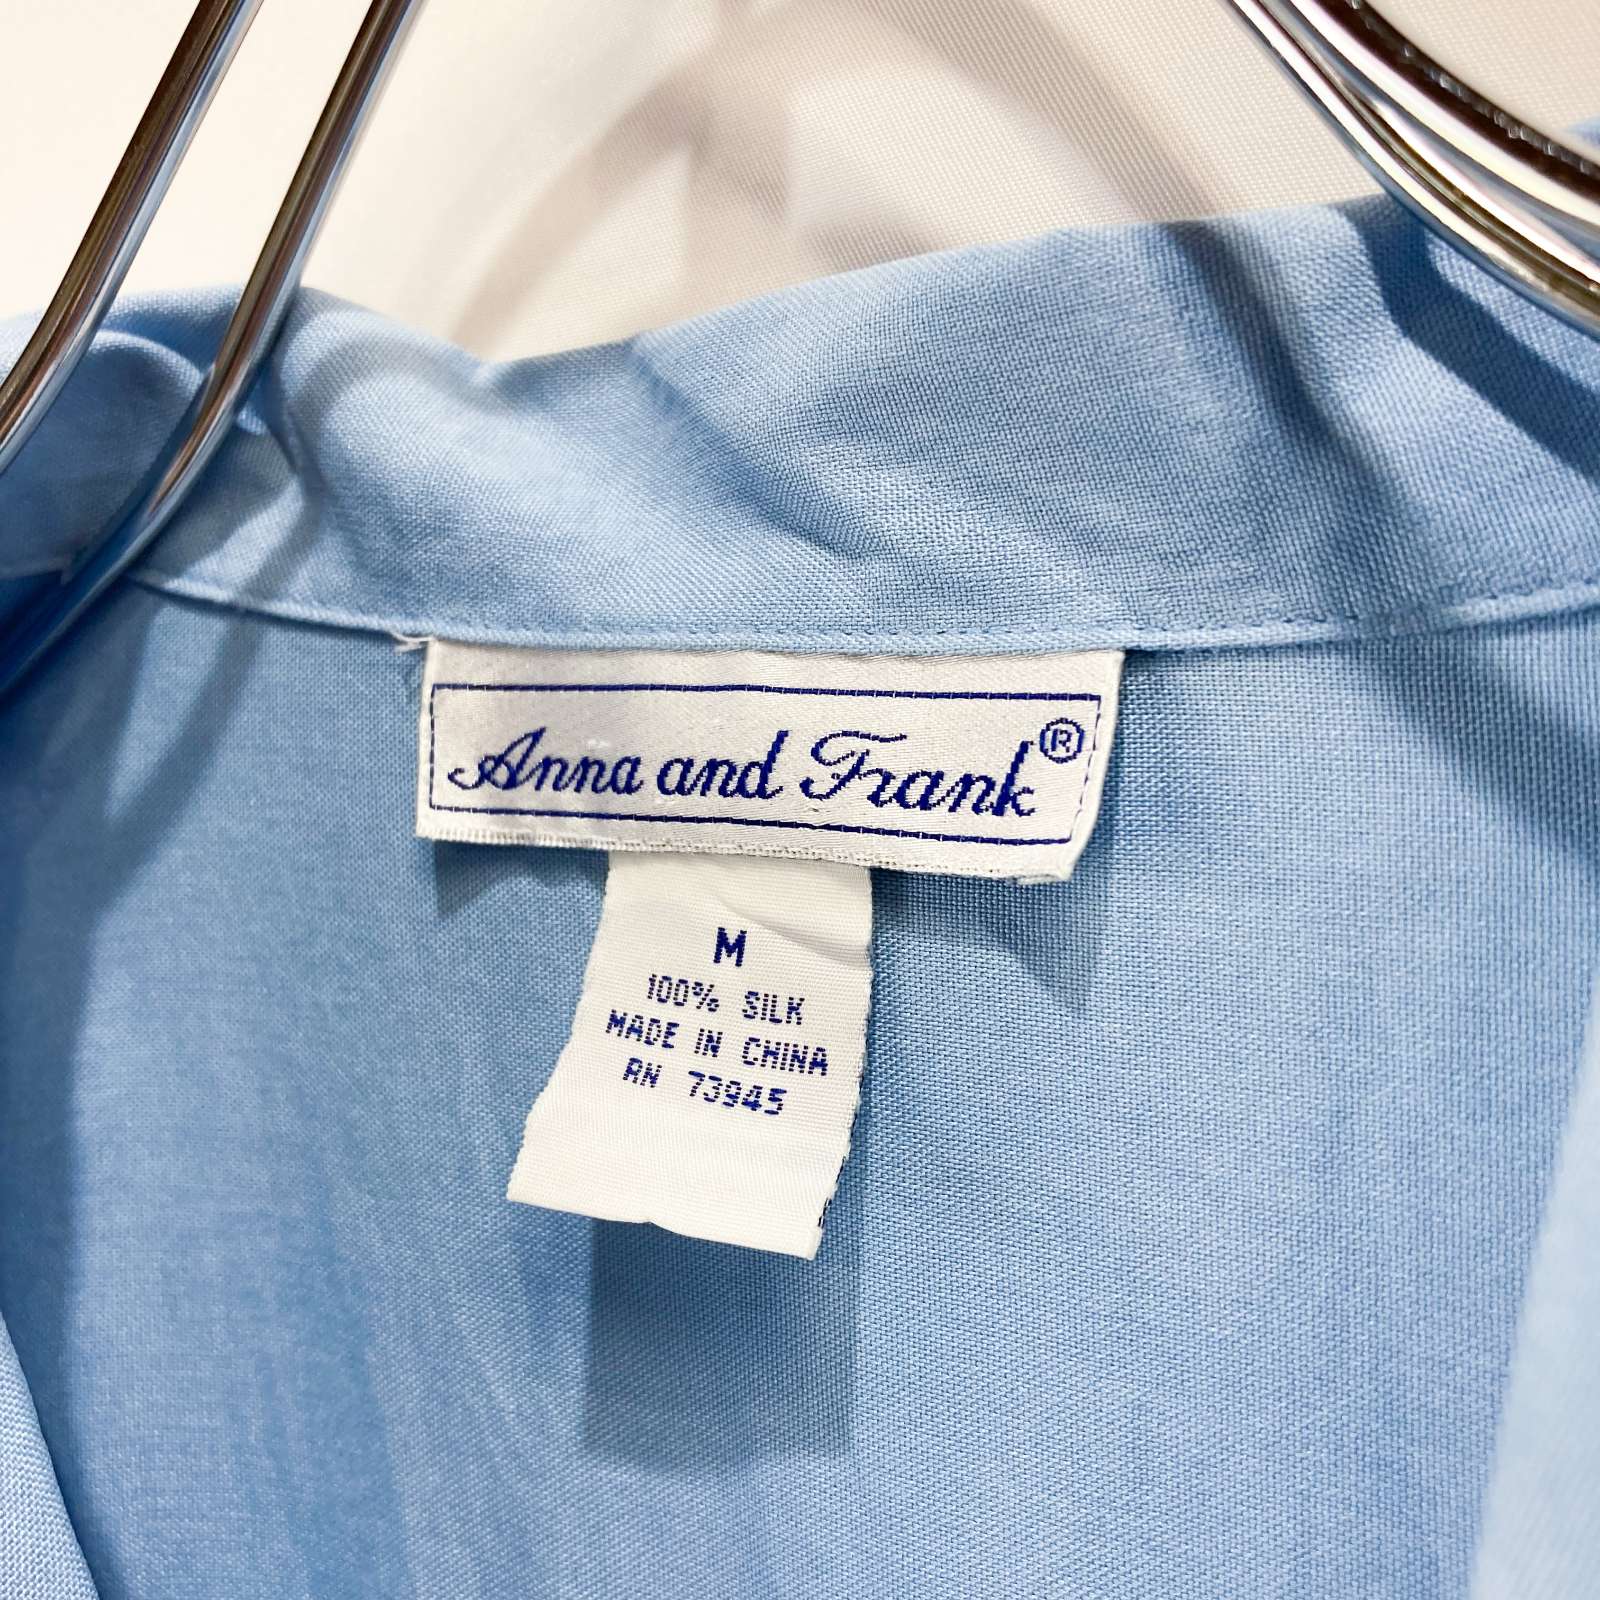 Anna and Frank®
M
100% SILK
MADE IN CHINA
RN 73945